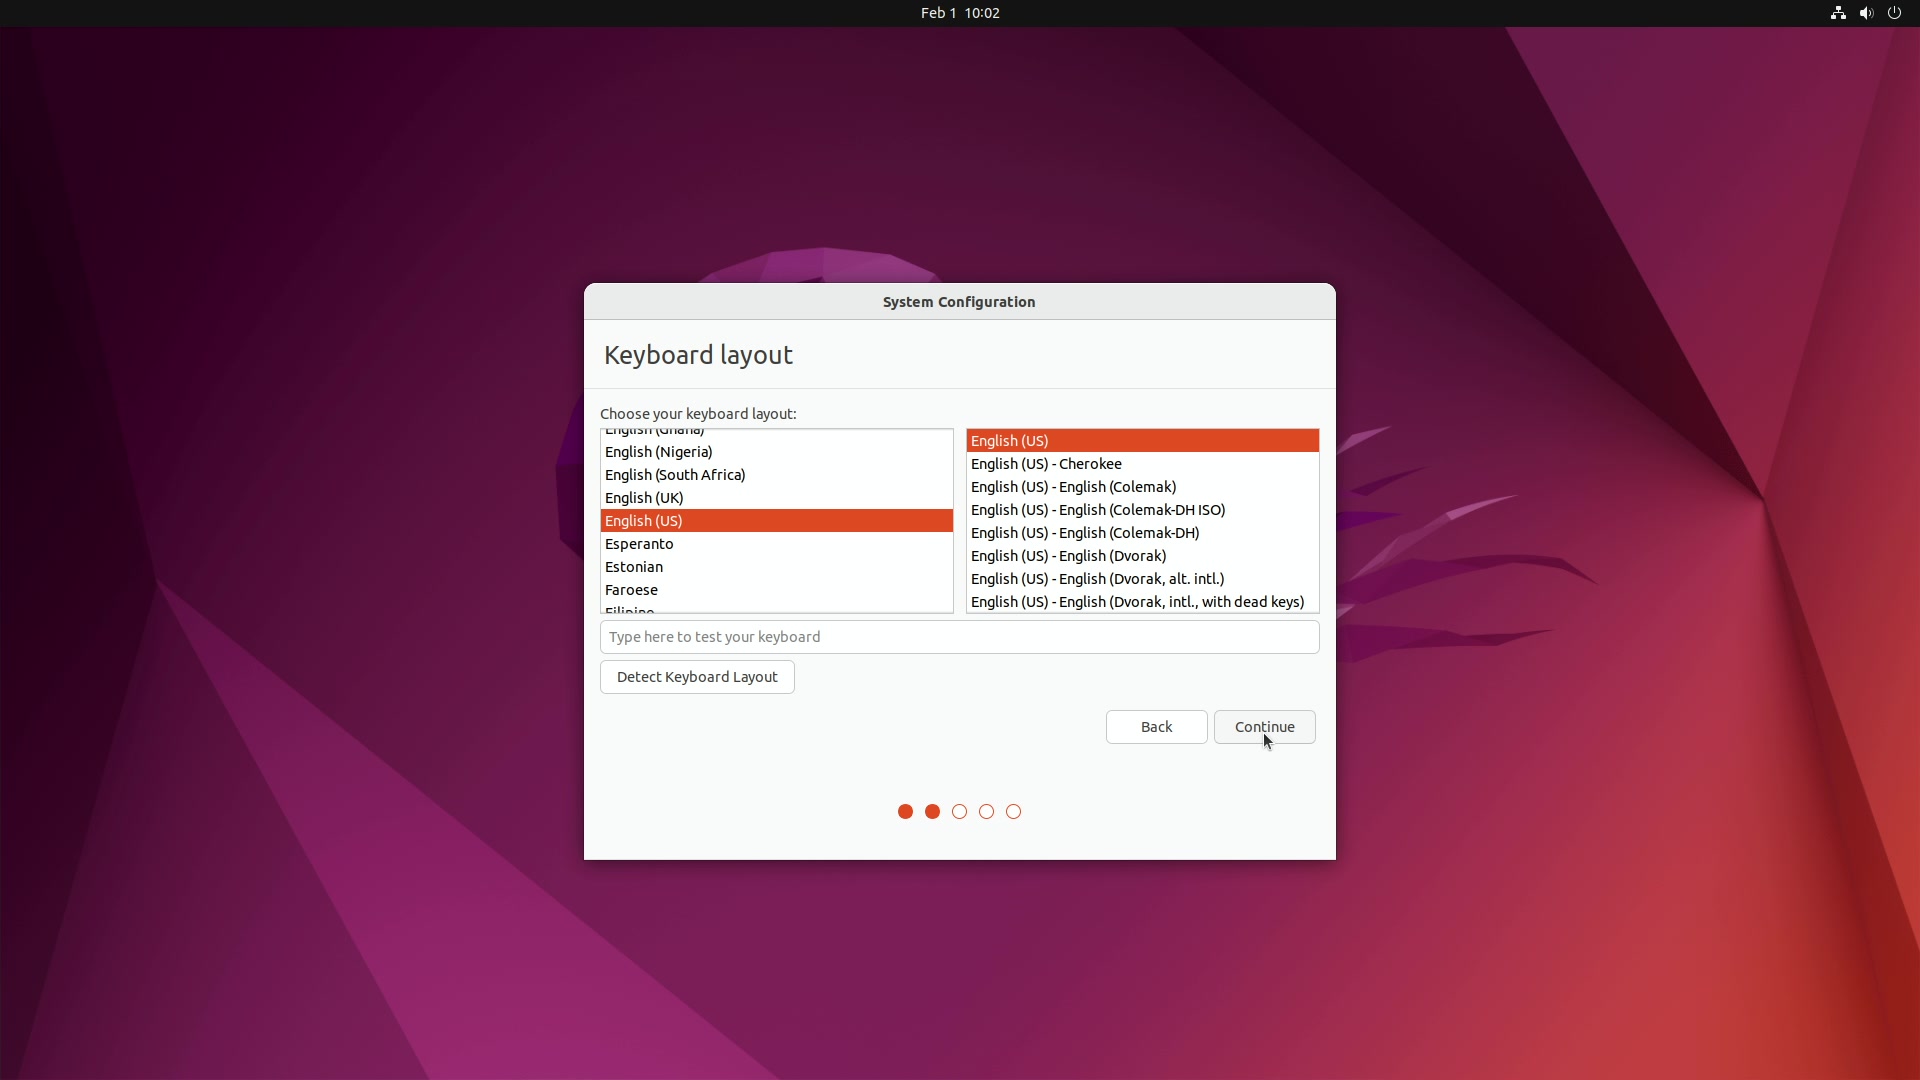 Feb 1 10:02
System Configuration
Keyboard layout
Choose your keyboard layout:
English (Ghana)
English (Nigeria)
English (South Africa)
English (UK)
English (US)
Esperanto
Estonian
Faroese
Filipino
English (US)
English (US) - Cherokee
English (US) - English (Colemak)
English (US) - English (Colemak-DH ISO)
English (US) - English (Colemak-DH)
English (US) - English (Dvorak)
English (US) - English (Dvorak, alt. intl.)
English (US) - English (Dvorak, intl., with dead keys)
Type here to test your keyboard
Detect Keyboard Layout
Back
Continue